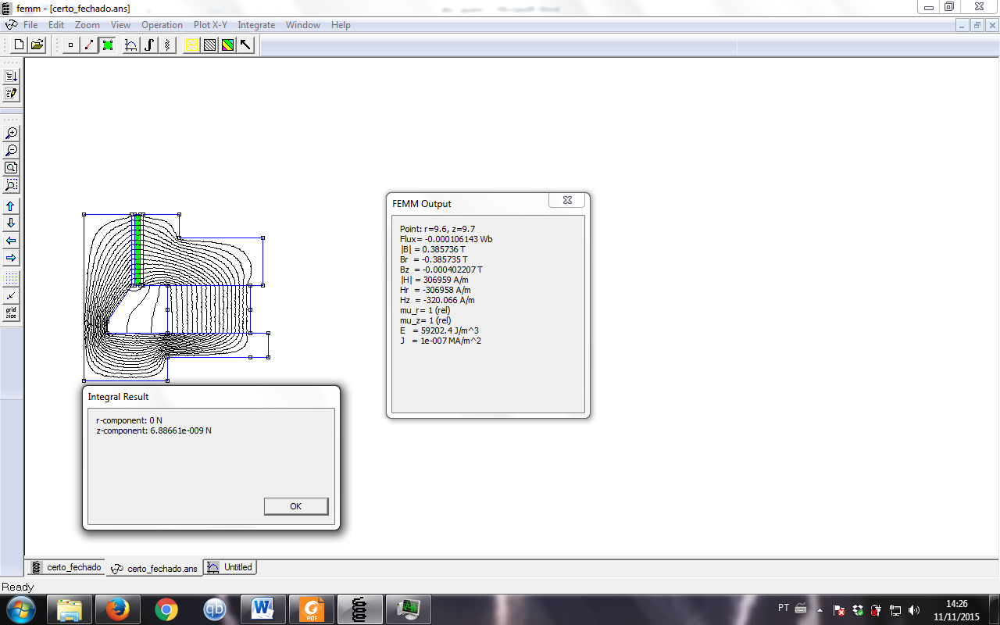 femm - [certo_fechado.ans]
File Edit Zoom View Operation Plot X-Y Integrate Window Help
grid
size
FEMM Output
Point: r=9.6, z=9.7
Flux= -0.000106143 Wb
|B| = 0.385736 T
Br = -0.385735 T
Bz = -0.000402207 T
|H| = 306959 A/m
Hr = -306958 A/m
Hz = -320.066 A/m
mu_r= 1 (rel)
mu_z= 1 (rel)
E = 59202.4 J/m^3
J = 1e-007 MA/m^2
Integral Result
r-component: 0 N
z-component: 6.88661e-009 N
OK
certo_fechado certo_fechado.ans Untitled
Ready
qb
W
PDF
PT
14:26
11/11/2015